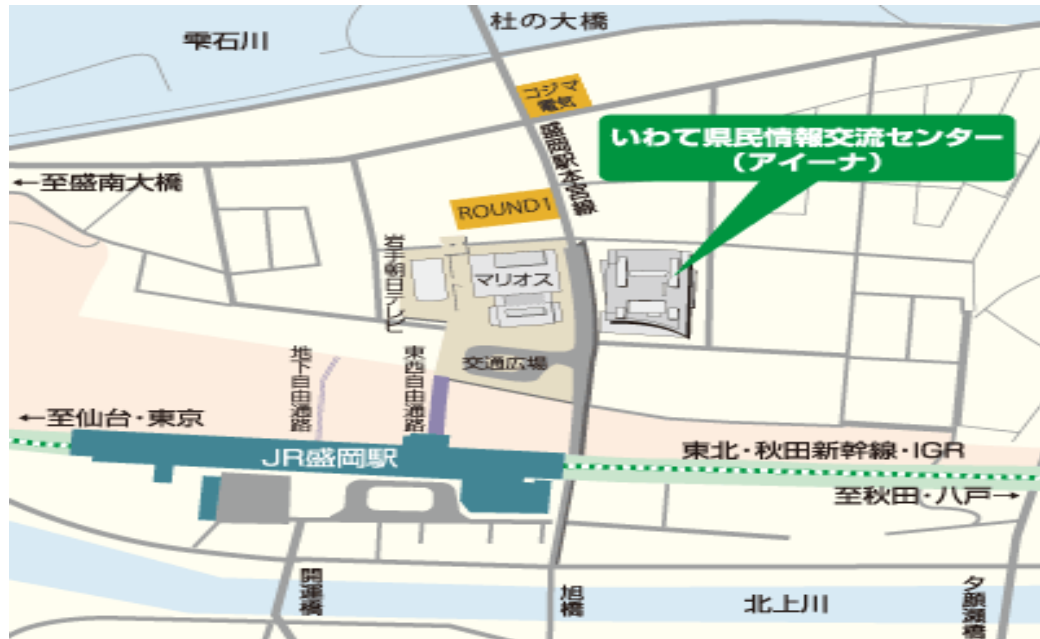 杜の大橋
雫石川
コジマ
電気
盛岡駅本宮線
いわて県民情報交流センター
(アイーナ)
←至盛南大橋
ROUND1
岩手朝日テレビ
マリオス
交通広場
地下自由通路
東西自由通路
←至仙台・東京
JR盛岡駅
東北・秋田新幹線・IGR
至秋田・八戸→
開運橋
旭橋
北上川
夕顔瀬橋